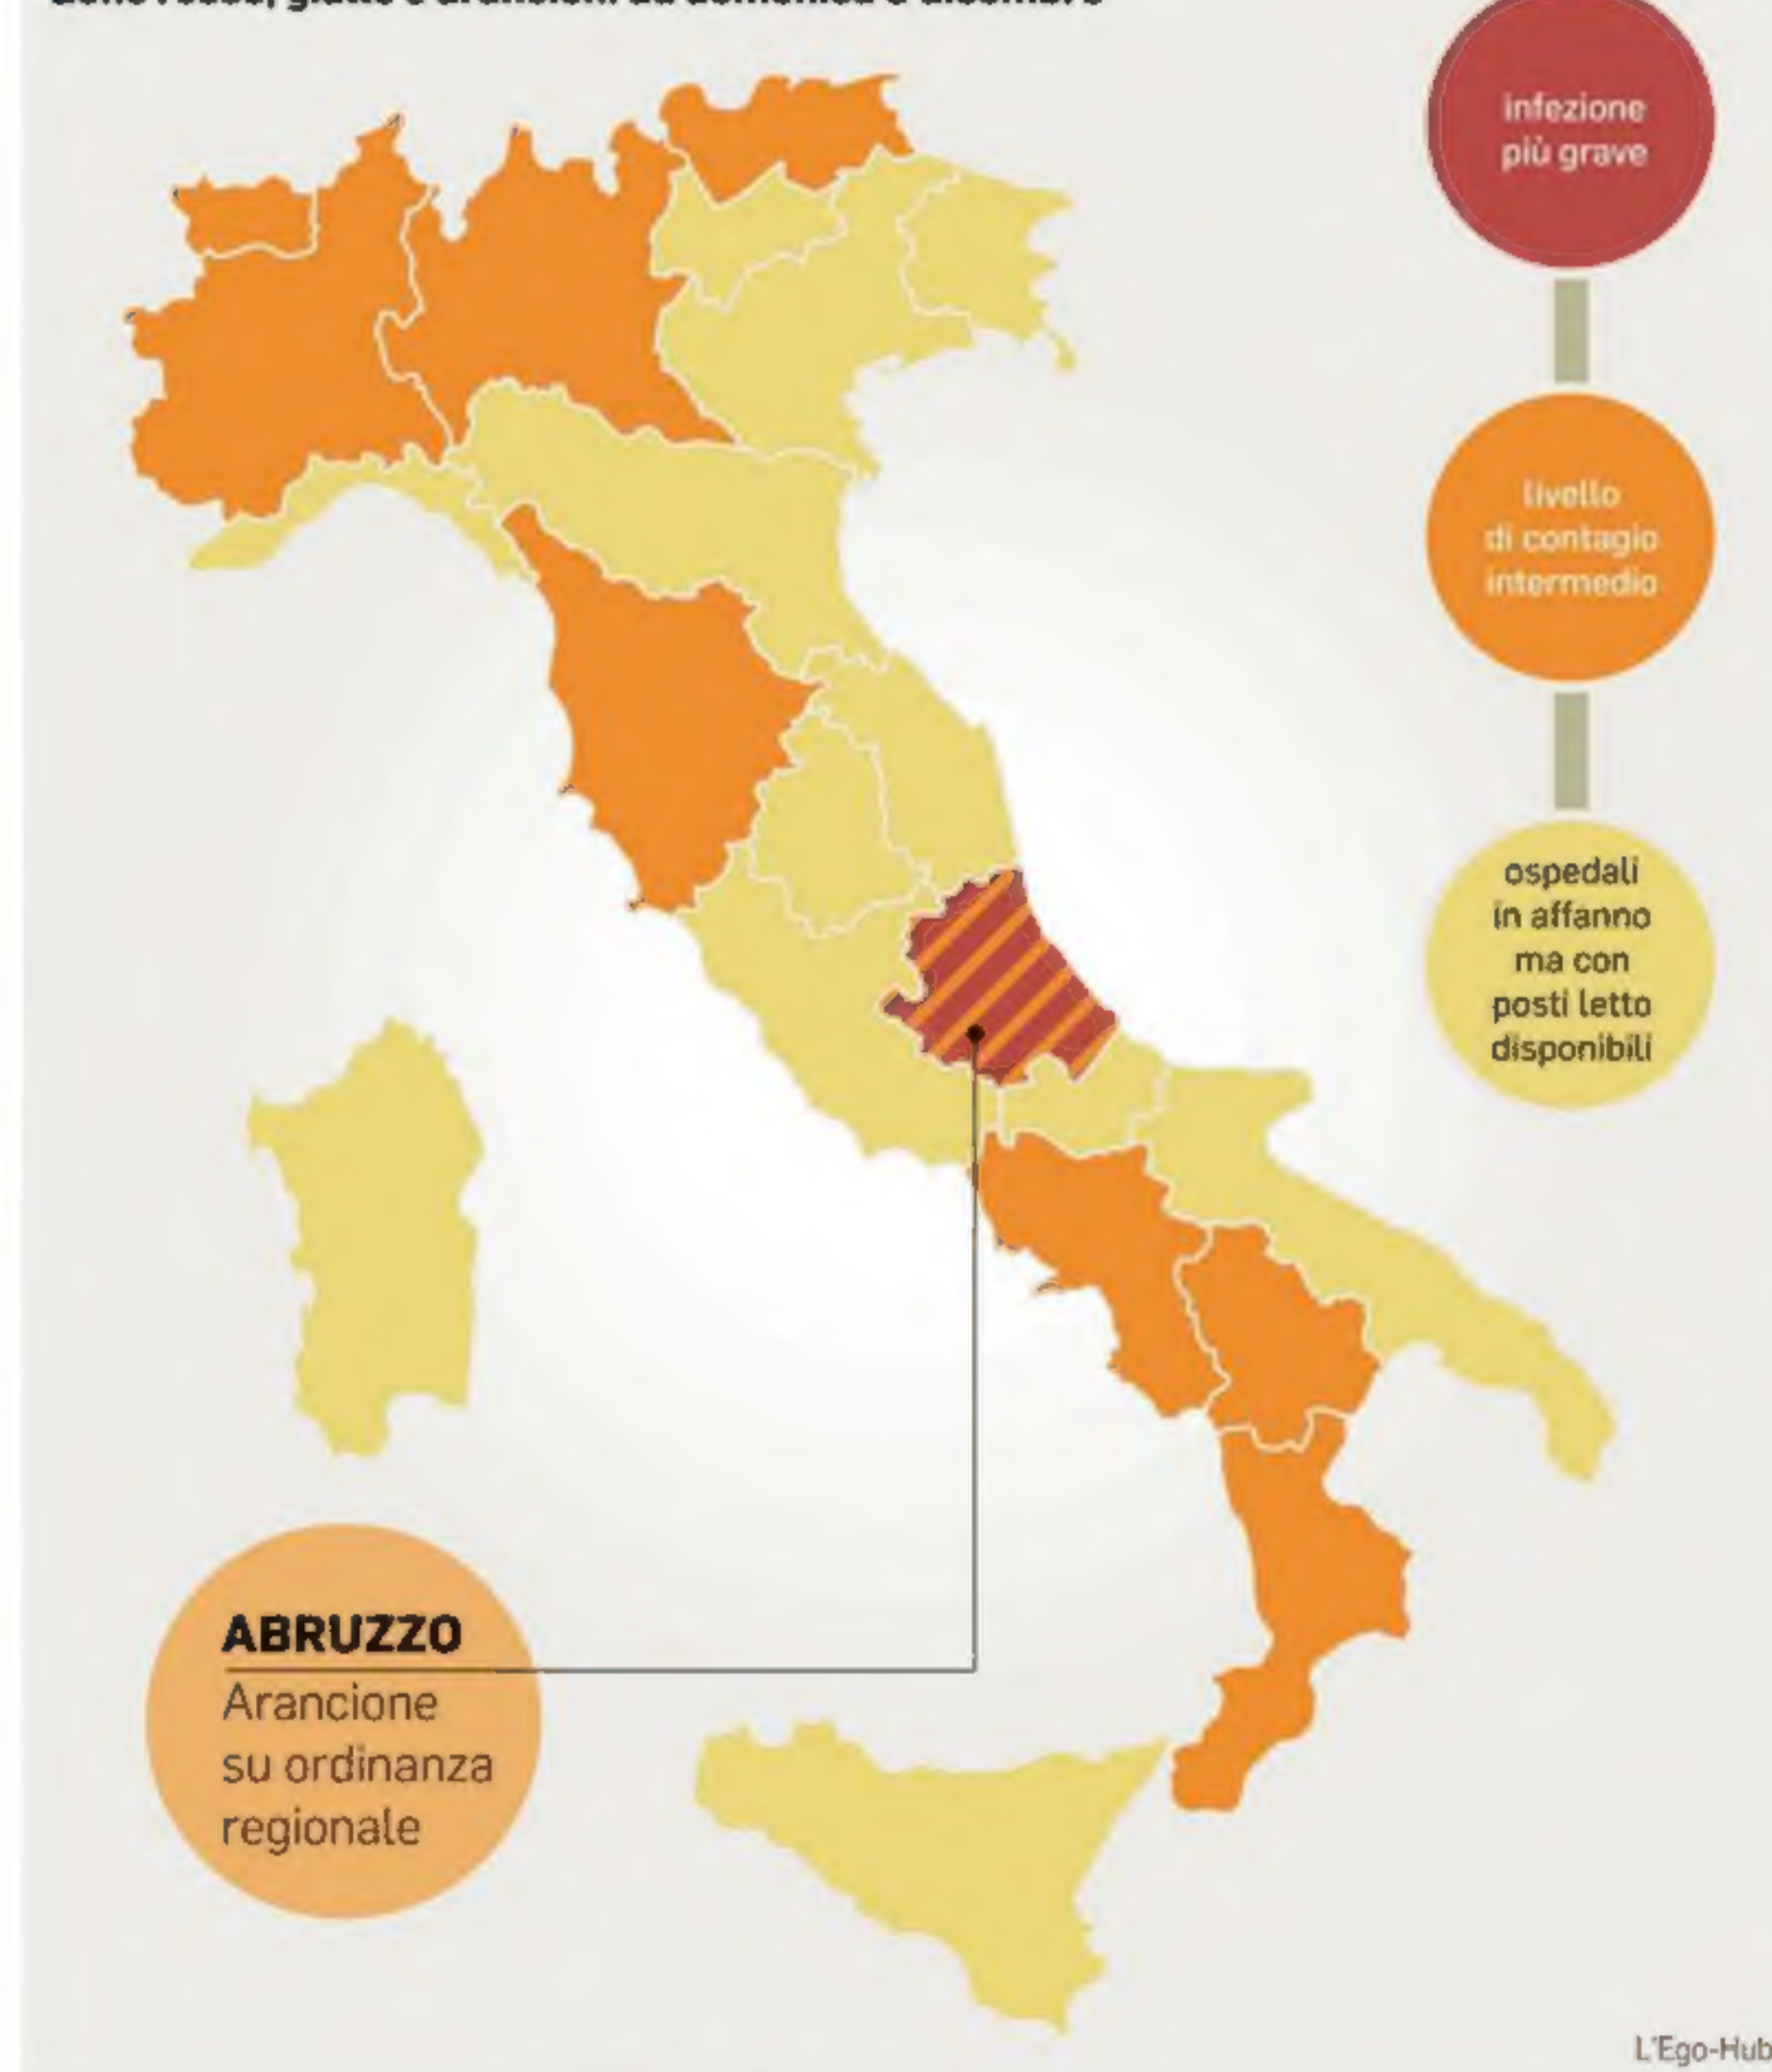 infezione
più grave
livello
di contagio
intermedio
ospedali
in affanno
ma con
posti letto
disponibili
ABRUZZO
Arancione
su ordinanza
regionale
L'Ego-Hub